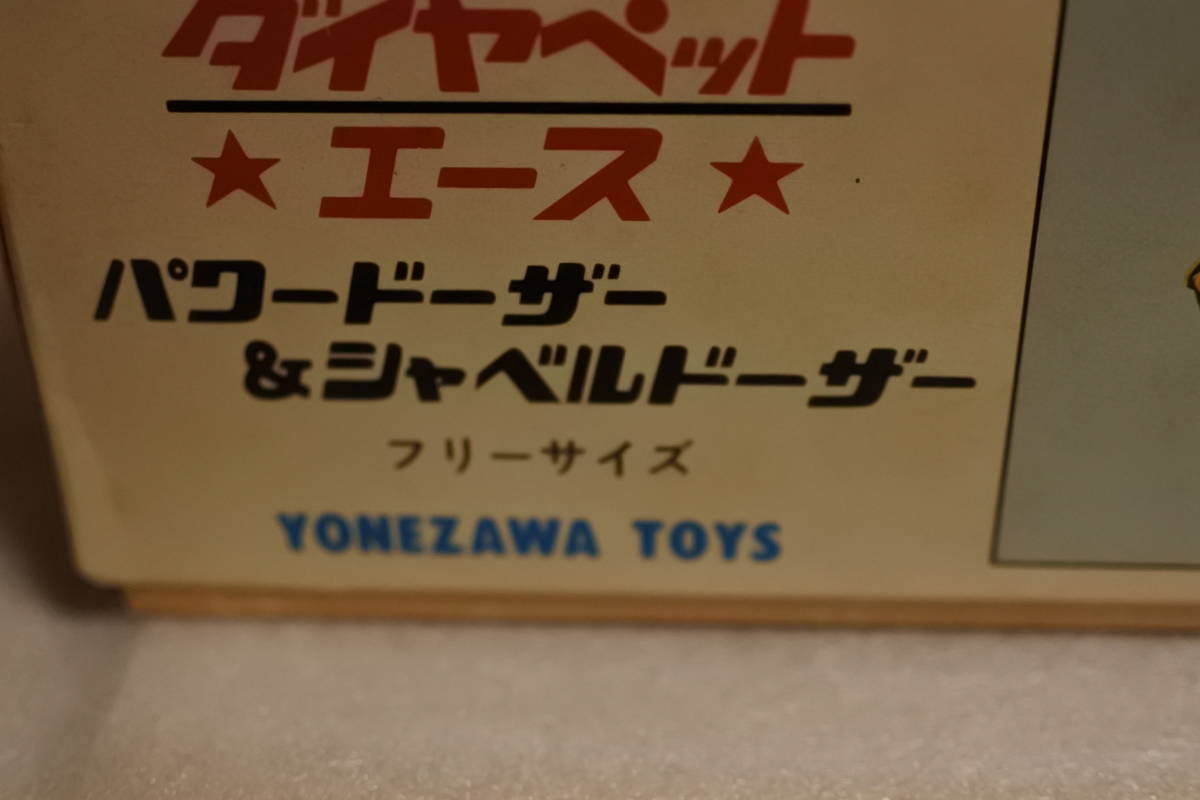 ダイヤペット
★エース★
パワードーザー
&シャベルドーザー
フリーサイズ
YONEZAWA TOYS